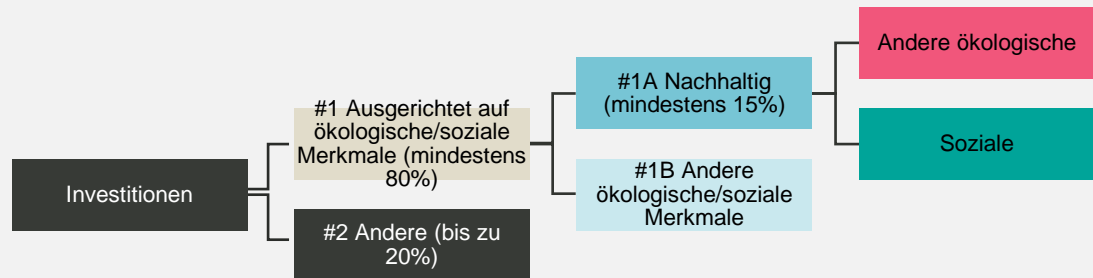 Investitionen
#1 Ausgerichtet auf
ökologische/soziale
Merkmale (mindestens
80%)
#2 Andere (bis zu
20%)
#1A Nachhaltig
(mindestens 15%)
#1B Andere
ökologische/soziale
Merkmale
Andere ökologische
Soziale